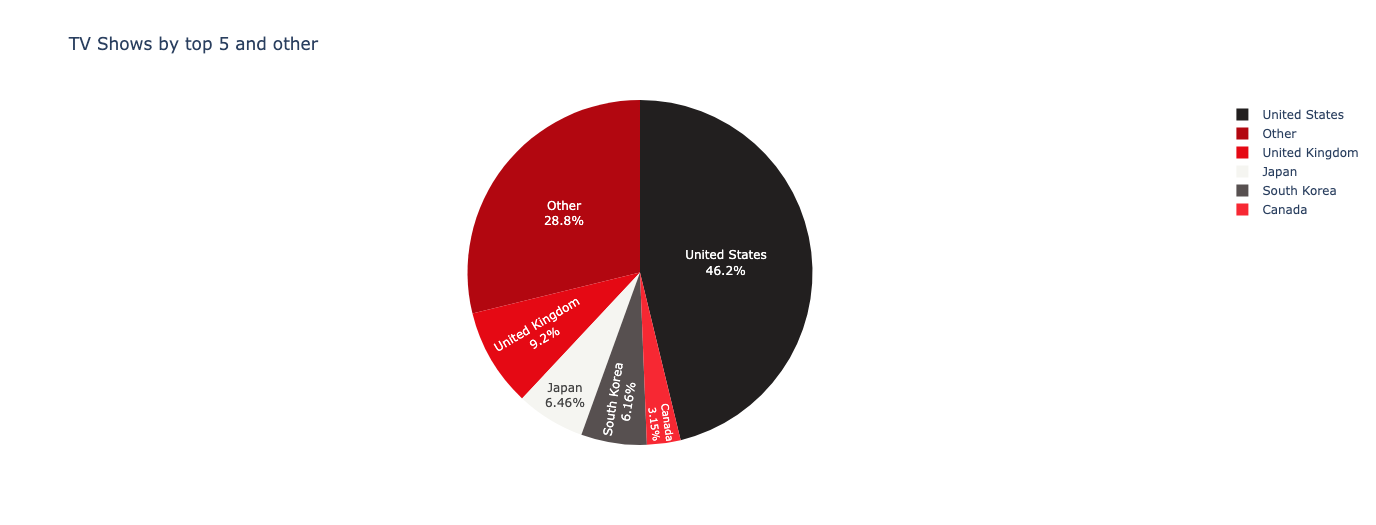 TV Shows by top 5 and other
United States
46.2%
Other
28.8%
United Kingdom
9.2%
Japan
6.46%
South Korea
6.16%
Canada
3.15%
United States
Other
United Kingdom
Japan
South Korea
Canada